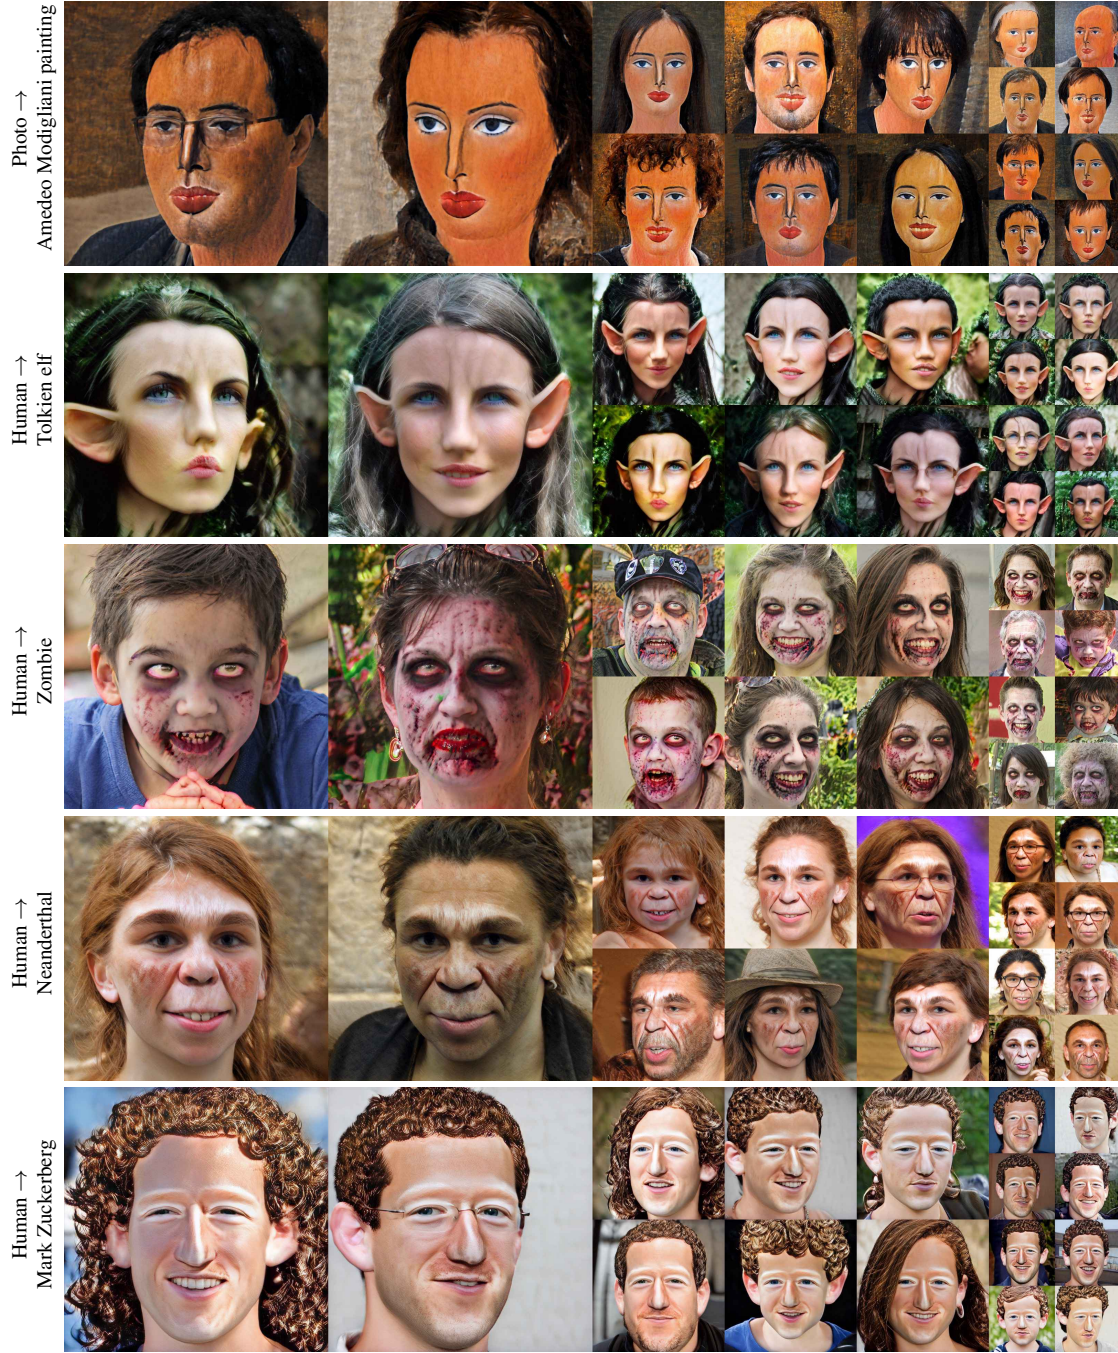 Photo →
Amedeo Modigliani painting
Human →
Tolkien elf
Human →
Zombie
Human →
Neanderthal
Human →
Mark Zuckerberg